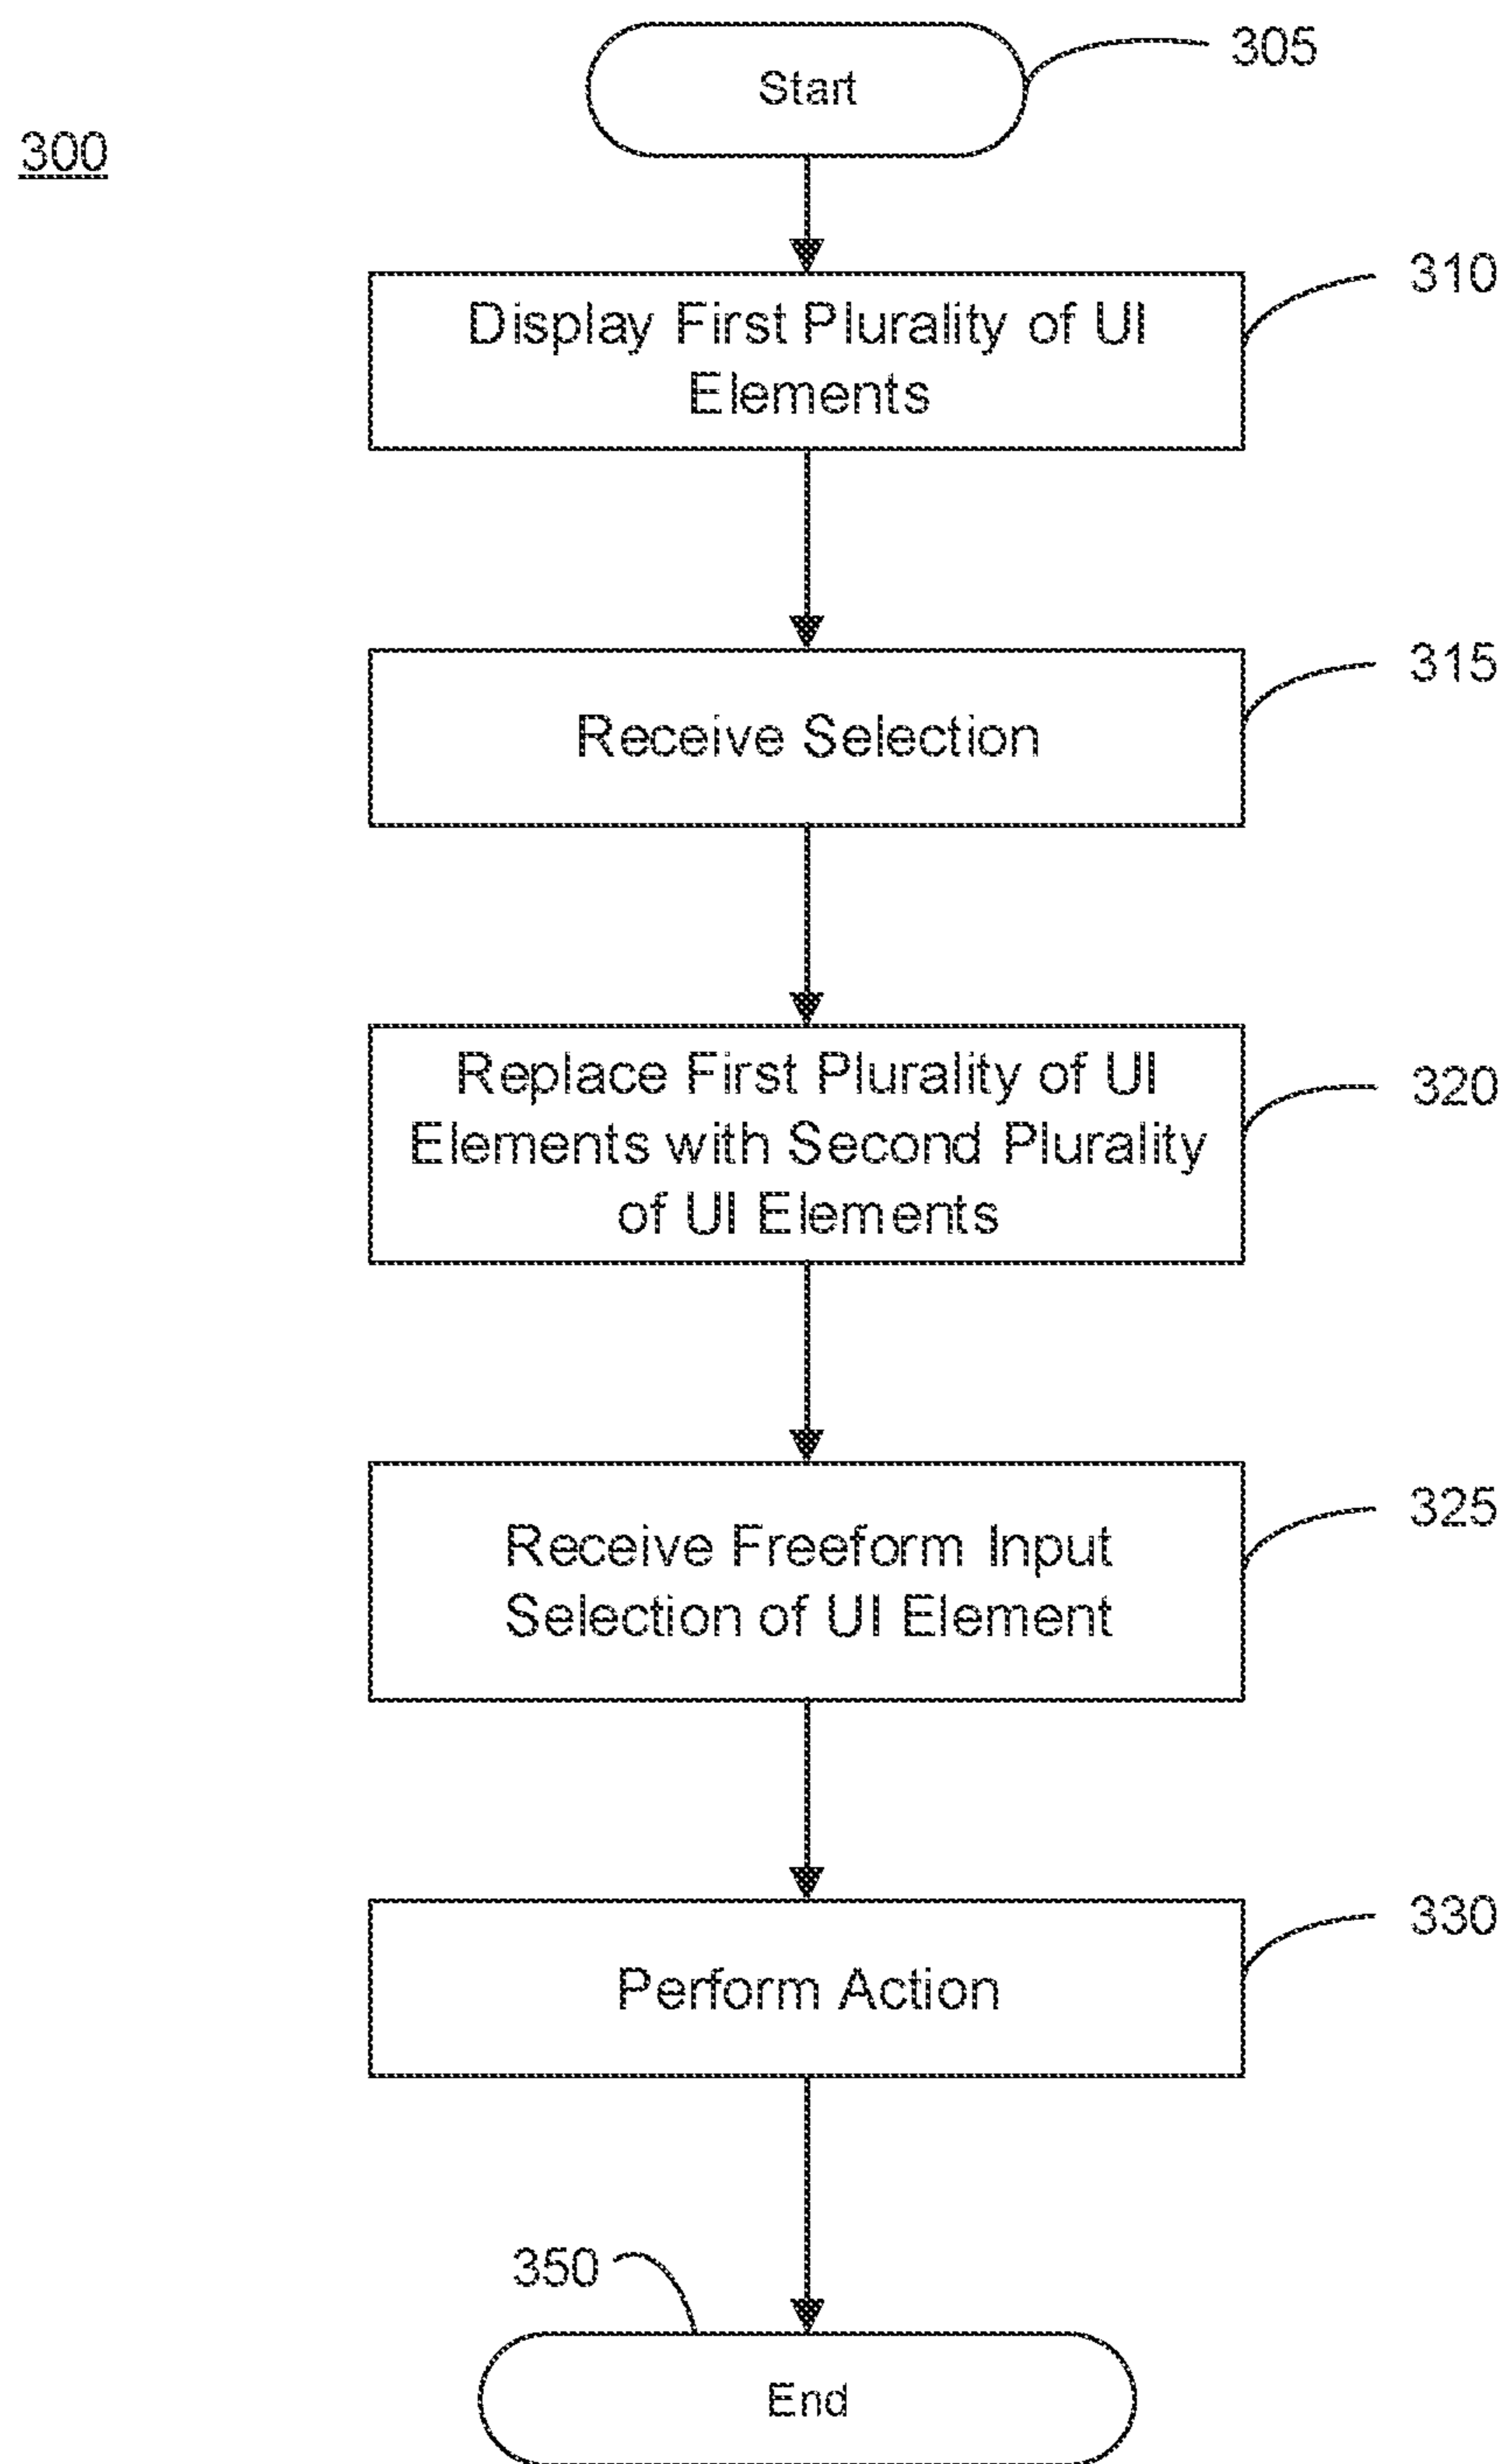 300
Start
305
Display First Plurality of UI
Elements
310
Receive Selection
315
Replace First Plurality of UI
Elements with Second Plurality
of UI Elements
320
Receive Freeform Input
Selection of UI Element
325
Perform Action
330
350
End